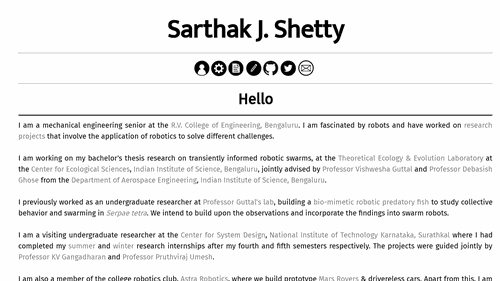 Sarthak J. Shetty
Hello
I am a mechanical engineering senior at the R.V. College of Engineering, Bengaluru. I am fascinated by robots and have worked on research
projects that involve the application of robotics to solve different challenges.
I am working on my bachelor's thesis research on transiently informed robotic swarms, at the Theoretical Ecology & Evolution Laboratory at
the Center for Ecological Sciences, Indian Institute of Science, Bengaluru, jointly advised by Professor Vishwesha Guttal and Professor Debasish
Ghose from the Department of Aerospace Engineering, Indian Institute of Science, Bengaluru.
I previously worked as an undergraduate researcher at Professor Guttal's lab, building a bio-mimetic robotic predatory fish to study collective
behavior and swarming in Serpae tetra. We intend to build upon the observations and incorporate the findings into swarm robots.
I am a visiting undergraduate researcher at the Center for System Design, National Institute of Technology Karnataka, Surathkal where I had
completed my summer and winter research internships after my fourth and fifth semesters respectively. The projects were guided jointly by
Professor KV Gangadharan and Professor Pruthviraj Umesh.
I am also a member of the college robotics club, Astra Robotics, where we build prototype Mars Rovers & driverless cars. Apart from this, I am